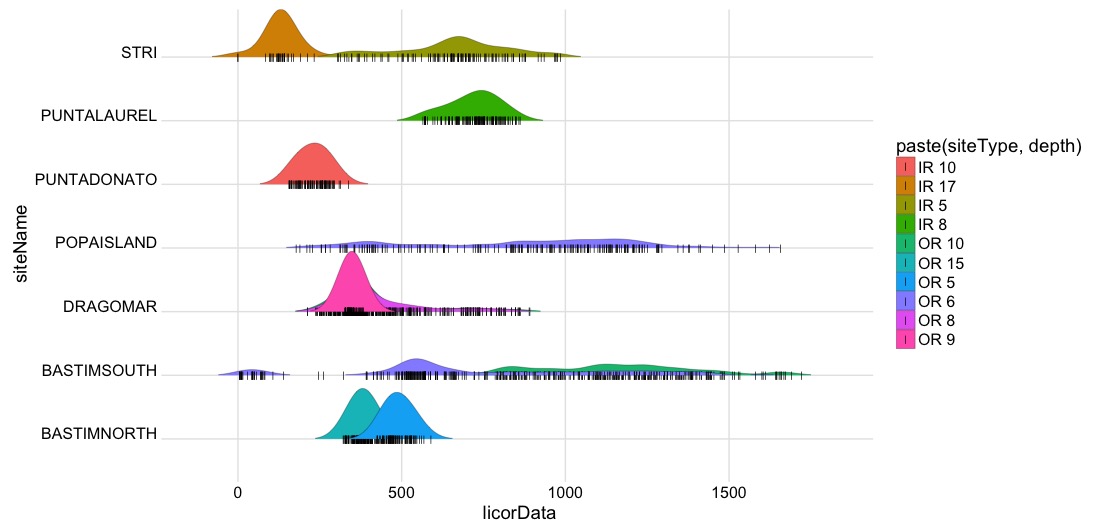 STRI
PUNTALAUREL
PUNTADONATO
POPAISLAND
DRAGOMAR
BASTIMSOUTH
BASTIMNORTH
siteName
0 500 1000 1500
licorData
paste(siteType, depth)
IR 10
IR 17
IR 5
IR 8
OR 10
OR 15
OR 5
OR 6
OR 8
OR 9